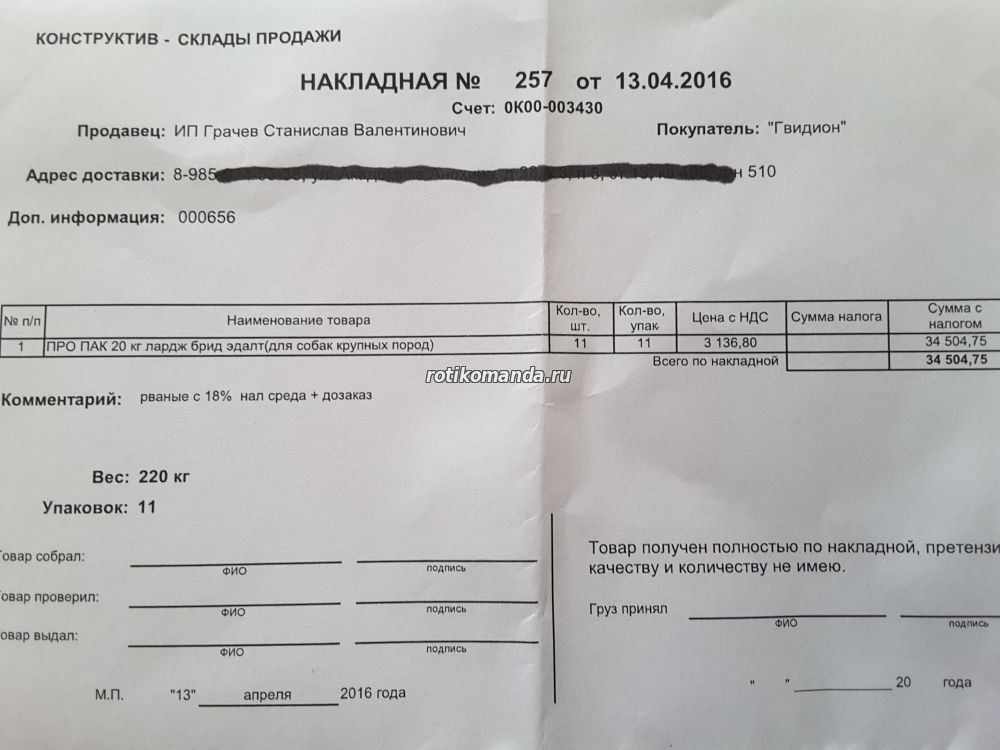 КОНСТРУКТИВ - СКЛАДЫ ПРОДАЖИ
НАКЛАДНАЯ № 257 от 13.04.2016
Счет: 0К00-003430
Продавец: ИП Грачев Станислав Валентинович Покупатель: "Гвидион"
Адрес доставки: 8-985 н 510
Доп. информация: 000656
№ п/п Наименование товара Кол-во, шт. Кол-во, упак Цена с НДС Сумма налога Сумма с налогом
1 ПРО ПАК 20 кг лардж брид эдалт(для собак крупных пород) 11 11 3 136,80 34 504,75
Всего по накладной 34 504,75
rotikomanda.ru
Комментарий: рваные с 18% нал среда + дозаказ
Вес: 220 кг
Упаковок: 11
Товар получен полностью по накладной, претензи
качеству и количеству не имею.
Товар собрал:
ФИО подпись
Товар проверил:
ФИО подпись
Груз принял
ФИО подпись
овар выдал:
ФИО подпись
М.П. "13" апреля 2016 года
" " 20 года